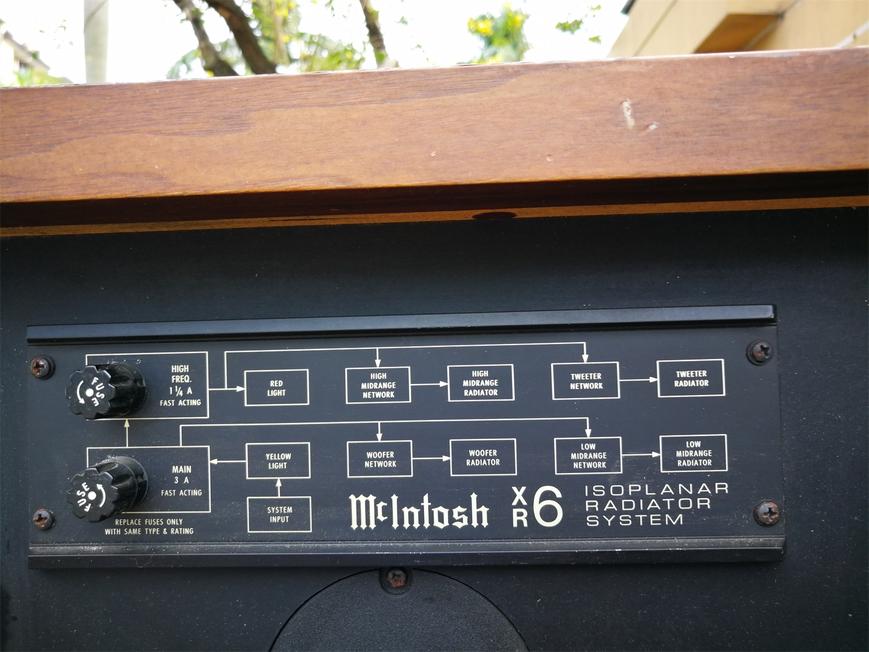 HIGH
FREQ.
1 1/4 A
FAST ACTING
FUSE
RED
LIGHT
HIGH
MIDRANGE
NETWORK
HIGH
MIDRANGE
RADIATOR
TWEETER
NETWORK
TWEETER
RADIATOR
MAIN
3 A
FAST ACTING
FUSE
YELLOW
LIGHT
WOOFER
NETWORK
WOOFER
RADIATOR
LOW
MIDRANGE
NETWORK
LOW
MIDRANGE
RADIATOR
SYSTEM
INPUT
REPLACE FUSES ONLY
WITH SAME TYPE & RATING
McIntosh
XR6
ISOPLANAR
RADIATOR
SYSTEM